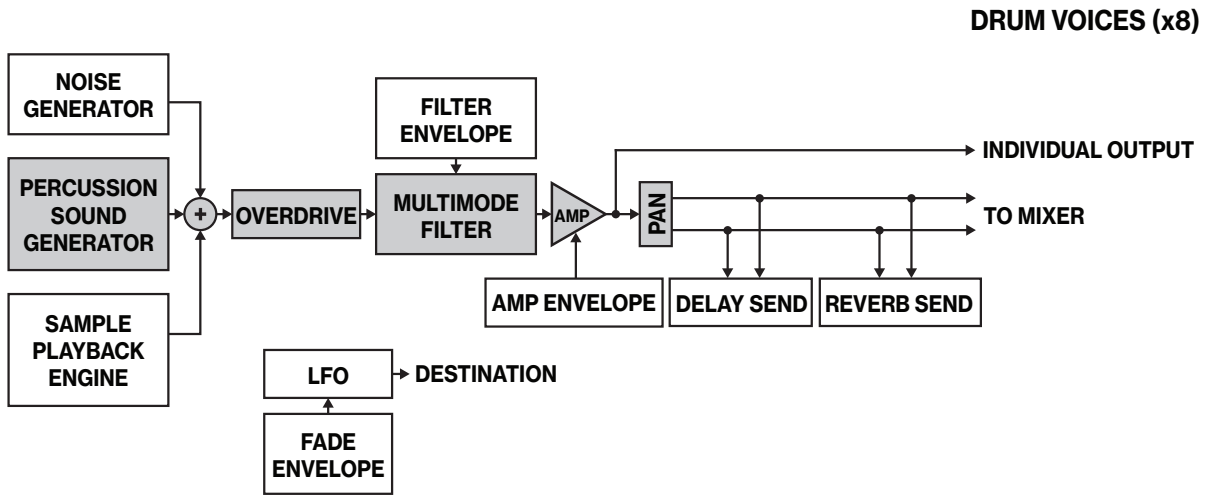 DRUM VOICES (x8)
NOISE
GENERATOR
PERCUSSION
SOUND
GENERATOR
SAMPLE
PLAYBACK
ENGINE
+
OVERDRIVE
FILTER
ENVELOPE
MULTIMODE
FILTER
AMP
AMP ENVELOPE
PAN
INDIVIDUAL OUTPUT
TO MIXER
DELAY SEND
REVERB SEND
LFO
DESTINATION
FADE
ENVELOPE